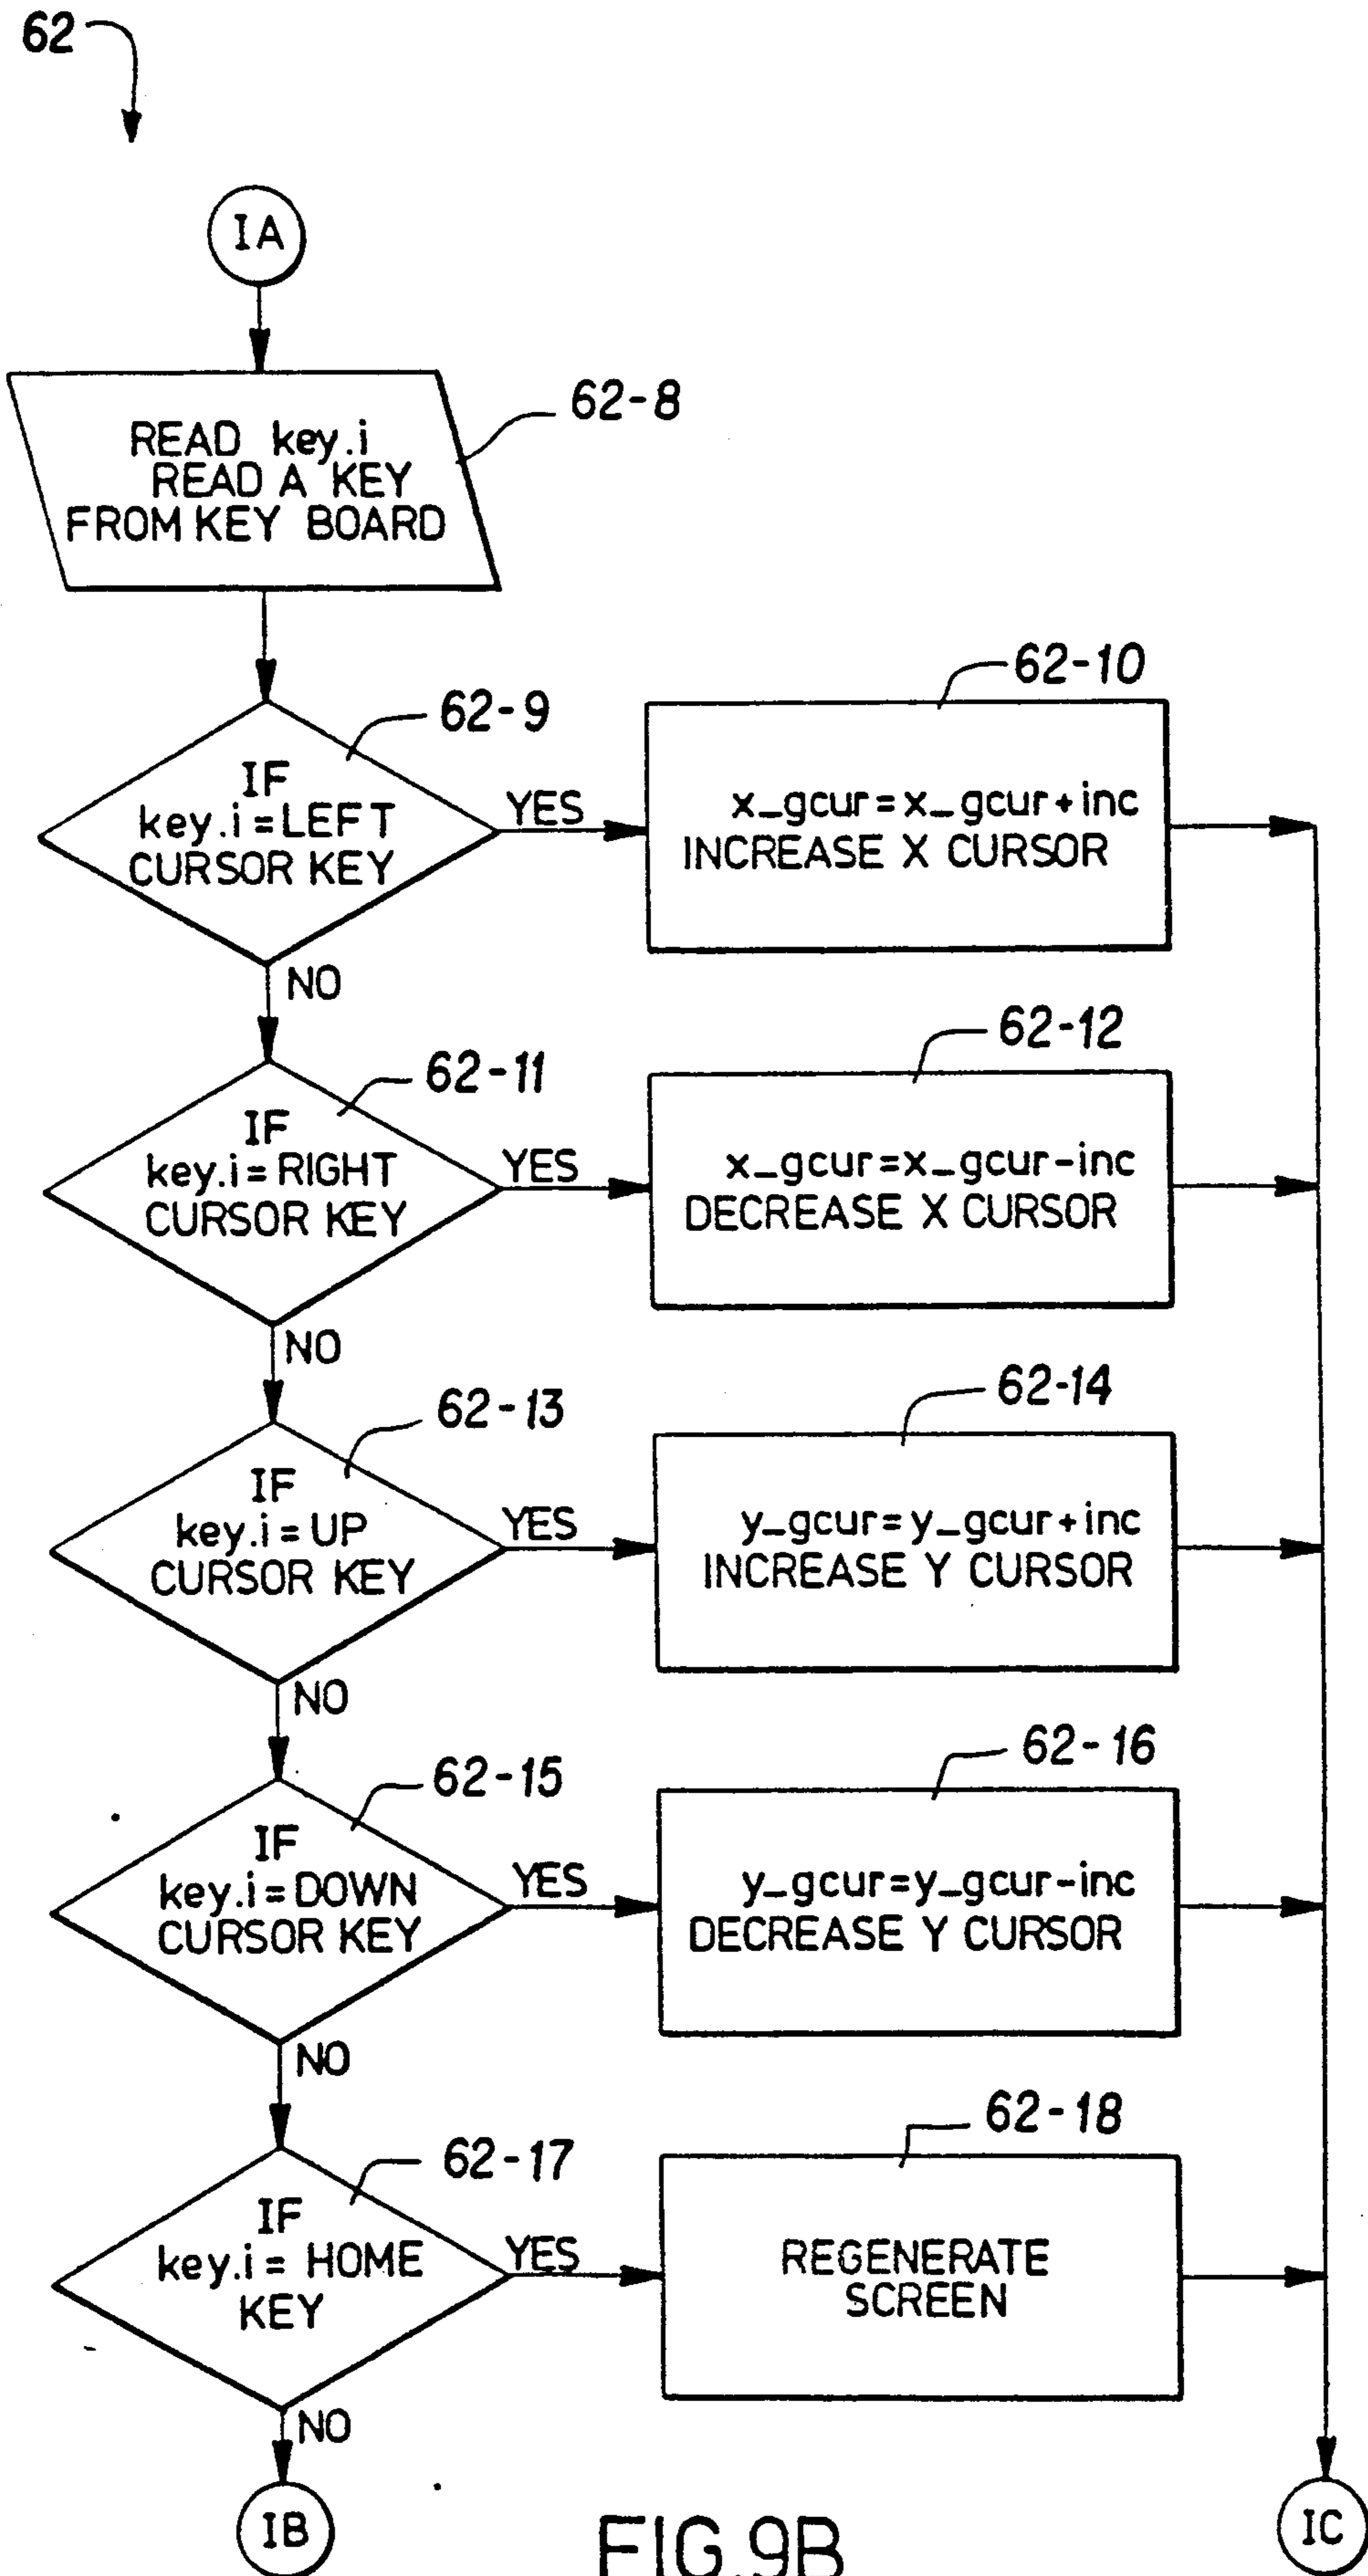 62
IA
READ key.i
READ A KEY
FROM KEY BOARD
62-8
IF
key.i=LEFT
CURSOR KEY
62-9
YES
x_gcur=x_gcur+inc
INCREASE X CURSOR
62-10
NO
IF
key.i=RIGHT
CURSOR KEY
62-11
YES
x_gcur=x_gcur-inc
DECREASE X CURSOR
62-12
NO
IF
key.i=UP
CURSOR KEY
62-13
YES
y_gcur=y_gcur+inc
INCREASE Y CURSOR
62-14
NO
IF
key.i=DOWN
CURSOR KEY
62-15
YES
y_gcur=y_gcur-inc
DECREASE Y CURSOR
62-16
NO
IF
key.i= HOME
KEY
62-17
YES
REGENERATE
SCREEN
62-18
NO
IB
IC
FIG.9B